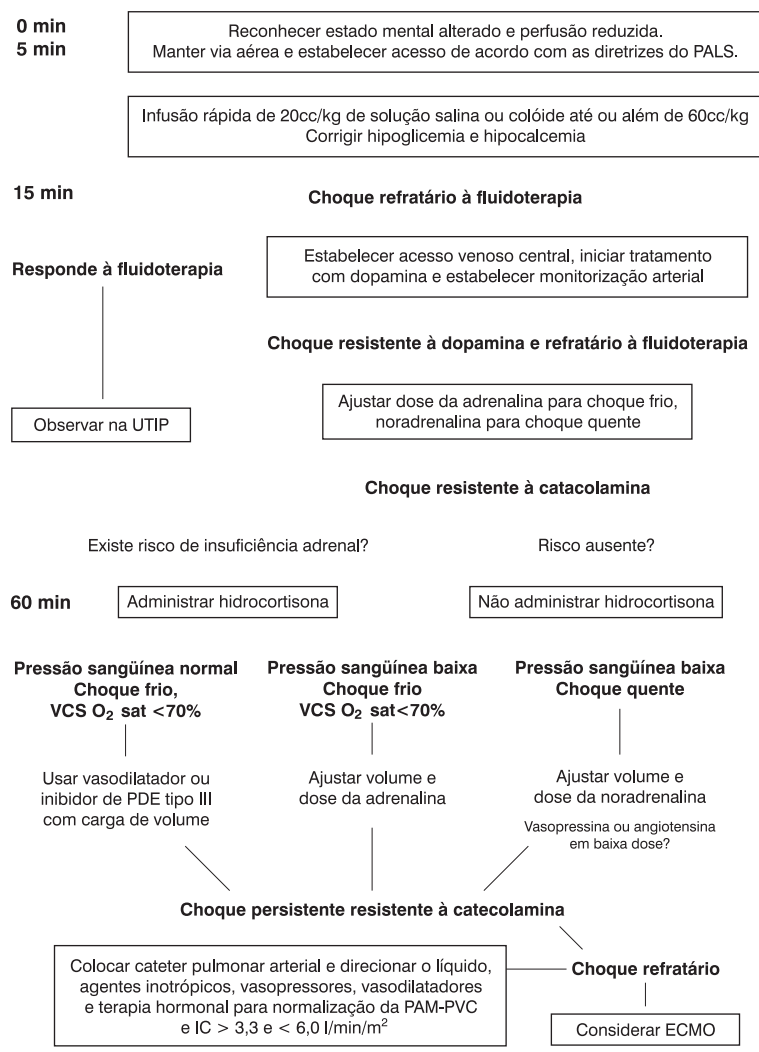 0 min
5 min
Reconhecer estado mental alterado e perfusão reduzida.
Manter via aérea e estabelecer acesso de acordo com as diretrizes do PALS.
Infusão rápida de 20cc/kg de solução salina ou colóide até ou além de 60cc/kg
Corrigir hipoglicemia e hipocalcemia
15 min
Choque refratário à fluidoterapia
Responde à fluidoterapia
Estabelecer acesso venoso central, iniciar tratamento
com dopamina e estabelecer monitorização arterial
Choque resistente à dopamina e refratário à fluidoterapia
Observar na UTIP
Ajustar dose da adrenalina para choque frio,
noradrenalina para choque quente
Choque resistente à catacolamina
Existe risco de insuficiência adrenal?
Risco ausente?
60 min
Administrar hidrocortisona
Não administrar hidrocortisona
Pressão sangüínea normal
Choque frio,
VCS O₂ sat <70%
Pressão sangüínea baixa
Choque frio
VCS O₂ sat<70%
Pressão sangüínea baixa
Choque quente
Usar vasodilatador ou
inibidor de PDE tipo III
com carga de volume
Ajustar volume e
dose da adrenalina
Ajustar volume e
dose da noradrenalina
Vasopressina ou angiotensina
em baixa dose?
Choque persistente resistente à catecolamina
Colocar cateter pulmonar arterial e direcionar o líquido,
agentes inotrópicos, vasopressores, vasodilatadores
e terapia hormonal para normalização da PAM-PVC
e IC > 3,3 e < 6,0 l/min/m²
Choque refratário
Considerar ECMO